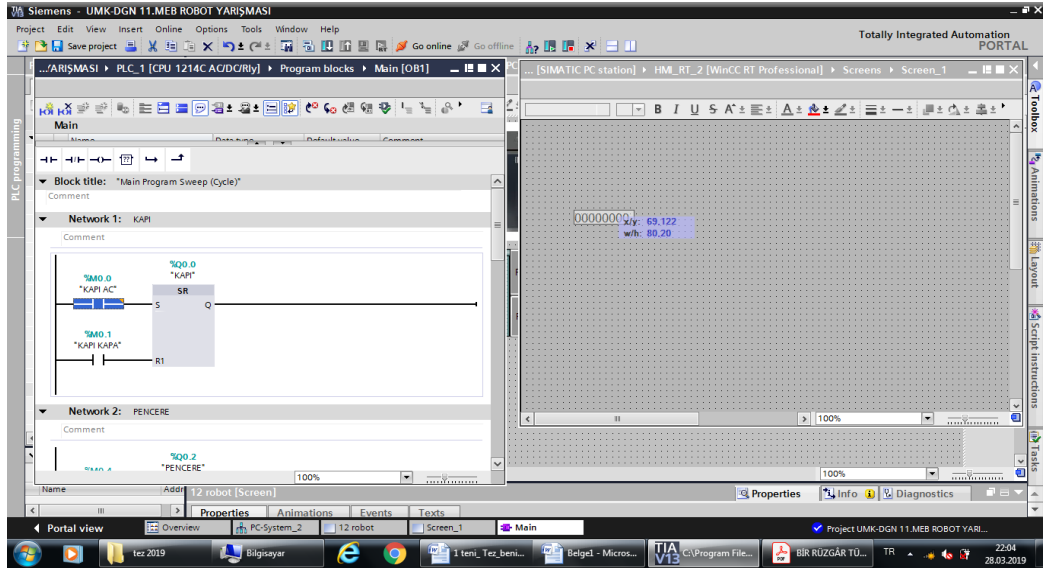 Siemens - UMK-DGN 11.MEB ROBOT YARIŞMASI
Project Edit View Insert Online Options Tools Window Help
Totally Integrated Automation
PORTAL
Save project Go online Go offline
.../ARIŞMASI ▸ PLC_1 [CPU 1214C AC/DC/Rly] ▸ Program blocks ▸ Main [OB1]
... [SIMATIC PC station] ▸ HMI_RT_2 [WinCC RT Professional] ▸ Screens ▸ Screen_1
Main
Name Data type Default value Comment
Block title: "Main Program Sweep (Cycle)"
Comment
Network 1: KAPI
Comment
%Q0.0
"KAPI"
%M0.0
"KAPI AC"
SR
S Q
%M0.1
"KAPI KAPA"
R1
Network 2: PENCERE
Comment
%Q0.2
"PENCERE"
100%
B I U S
00000000
x/y: 69,122
w/h: 80,20
100%
100%
PLC programming
Toolbox
Animations
Layout
Script instructions
Tasks
Name Addr
12 robot [Screen]
Properties Info Diagnostics
Properties Animations Events Texts
Portal view Overview PC-System_2 12 robot Screen_1 Main
Project UMK-DGN 11.MEB ROBOT YARI...
tez 2019 Bilgisayar 1 teni_Tez_beni... Belge1 - Micros... TIA V13 C:\Program File... BİR RÜZGÂR TÜ... TR
22:04
28.03.2019